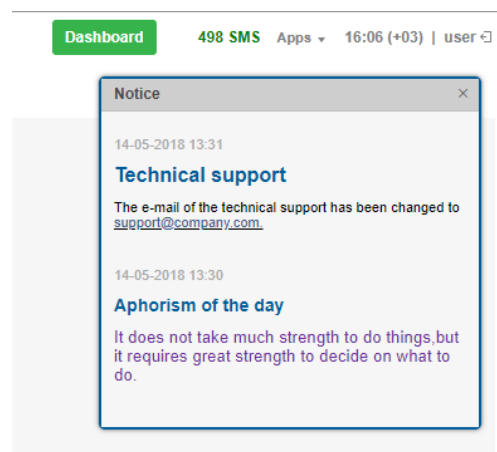 Dashboard 498 SMS Apps 16:06 (+03) | user
Notice ×
14-05-2018 13:31
Technical support
The e-mail of the technical support has been changed to
support@company.com.
14-05-2018 13:30
Aphorism of the day
It does not take much strength to do things,but
it requires great strength to decide on what to
do.